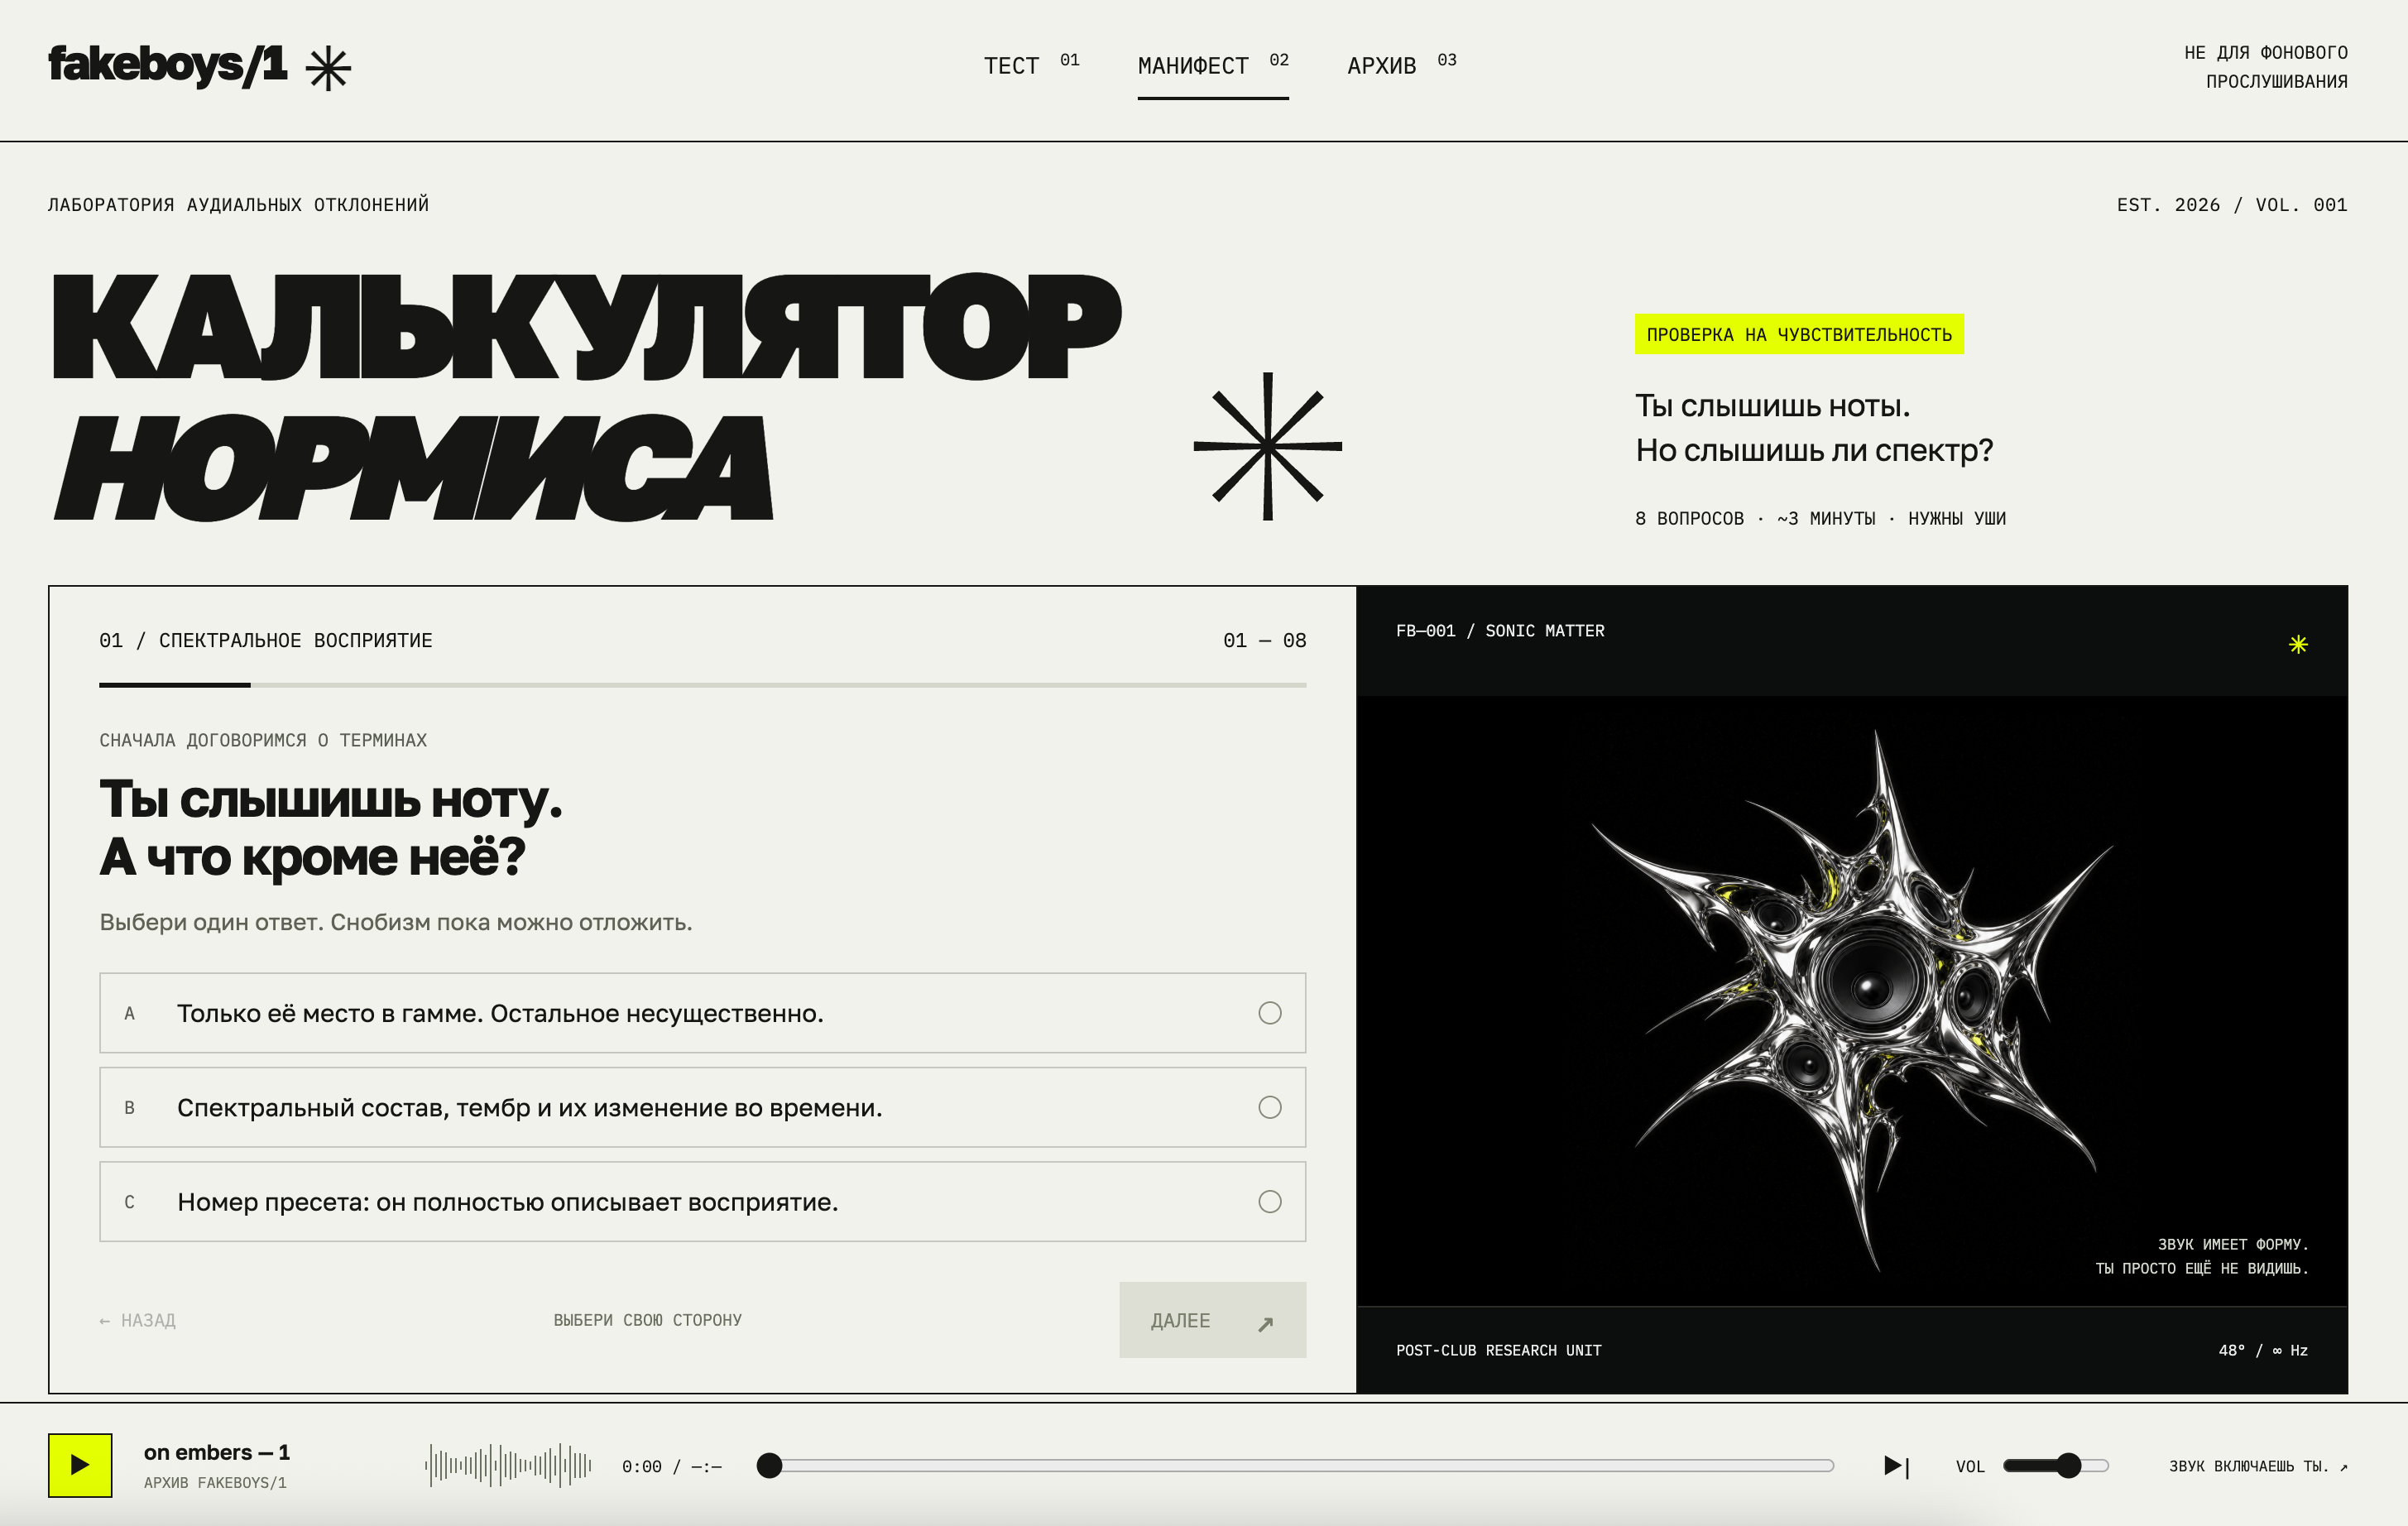 fakeboys/1
ТЕСТ 01 МАНИФЕСТ 02 АРХИВ 03
НЕ ДЛЯ ФОНОВОГО
ПРОСЛУШИВАНИЯ
ЛАБОРАТОРИЯ АУДИАЛЬНЫХ ОТКЛОНЕНИЙ
EST. 2026 / VOL. 001
КАЛЬКУЛЯТОР
НОРМИСА
ПРОВЕРКА НА ЧУВСТВИТЕЛЬНОСТЬ
Ты слышишь ноты.
Но слышишь ли спектр?
8 ВОПРОСОВ · ~3 МИНУТЫ · НУЖНЫ УШИ
01 / СПЕКТРАЛЬНОЕ ВОСПРИЯТИЕ
01 — 08
СНАЧАЛА ДОГОВОРИМСЯ О ТЕРМИНАХ
Ты слышишь ноту.
А что кроме неё?
Выбери один ответ. Снобизм пока можно отложить.
A Только её место в гамме. Остальное несущественно.
B Спектральный состав, тембр и их изменение во времени.
C Номер пресета: он полностью описывает восприятие.
← НАЗАД
ВЫБЕРИ СВОЮ СТОРОНУ
ДАЛЕЕ ↗
FB—001 / SONIC MATTER
ЗВУК ИМЕЕТ ФОРМУ.
ТЫ ПРОСТО ЕЩЁ НЕ ВИДИШЬ.
POST-CLUB RESEARCH UNIT
48° / ∞ Hz
on embers — 1
АРХИВ FAKEBOYS/1
0:00 / —:—
VOL
ЗВУК ВКЛЮЧАЕШЬ ТЫ. ↗